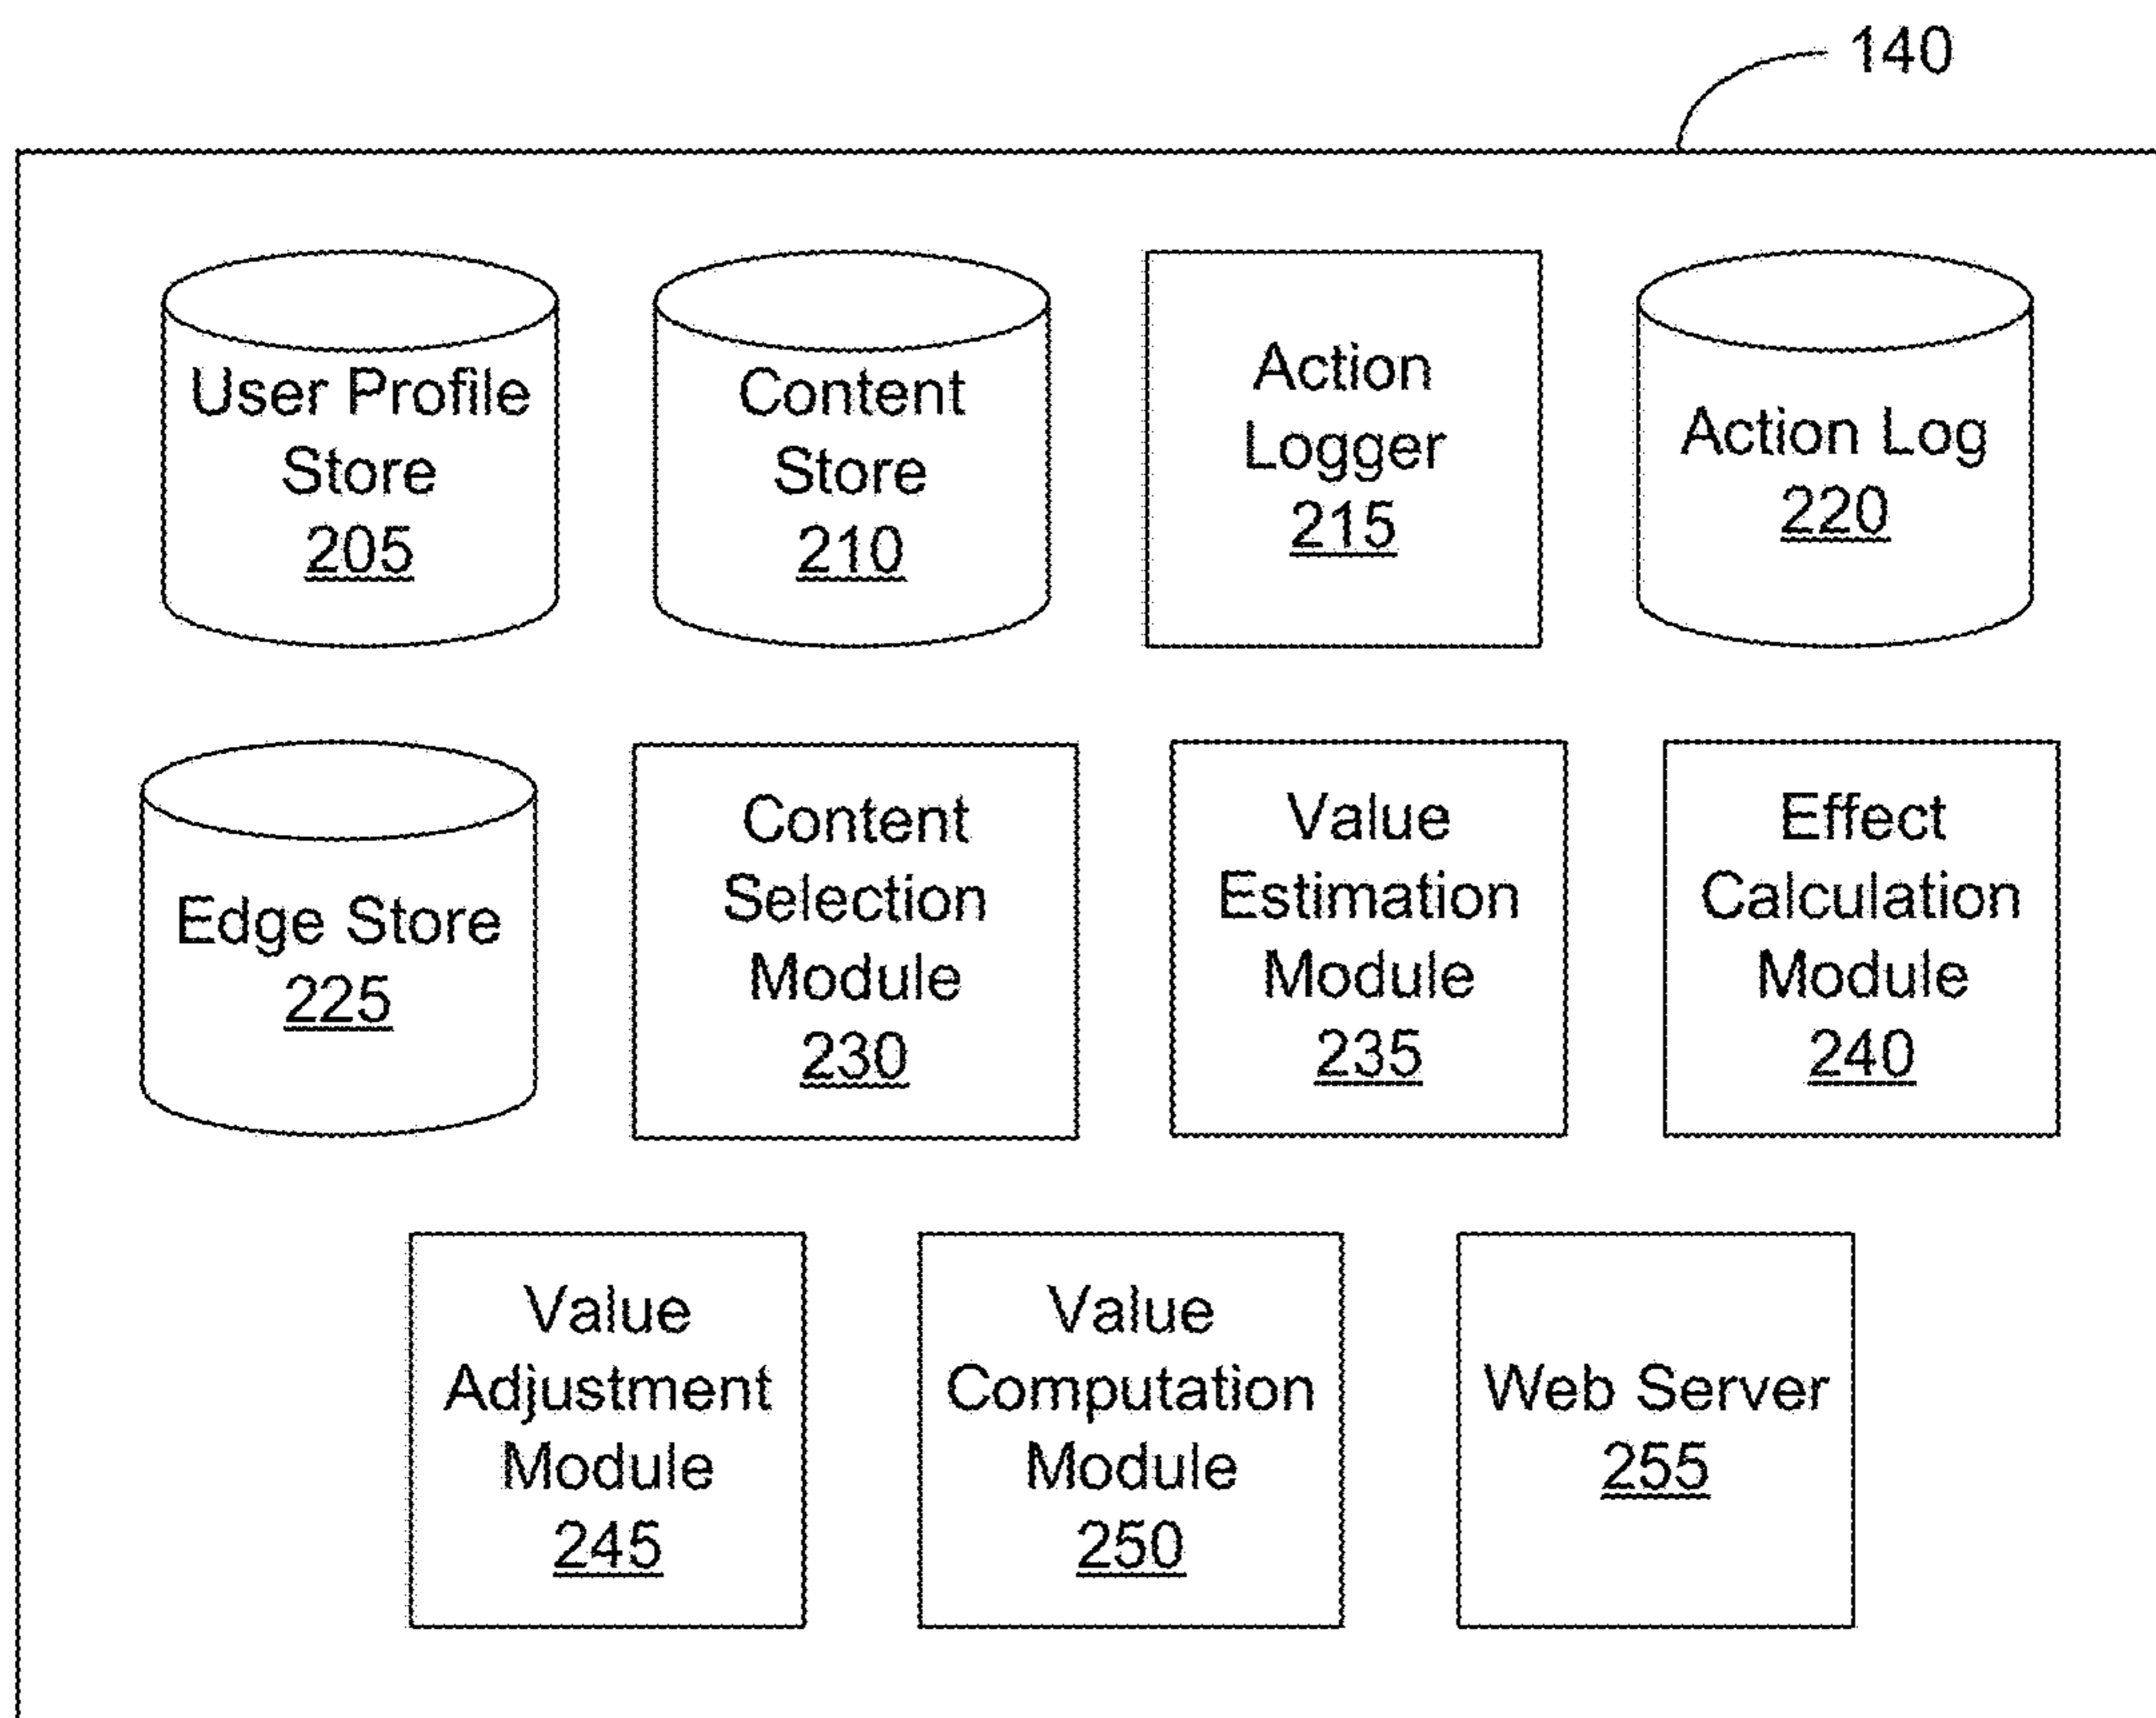 140
User Profile
Store
205
Content
Store
210
Action
Logger
215
Action Log
220
Edge Store
225
Content
Selection
Module
230
Value
Estimation
Module
235
Effect
Calculation
Module
240
Value
Adjustment
Module
245
Value
Computation
Module
250
Web Server
255